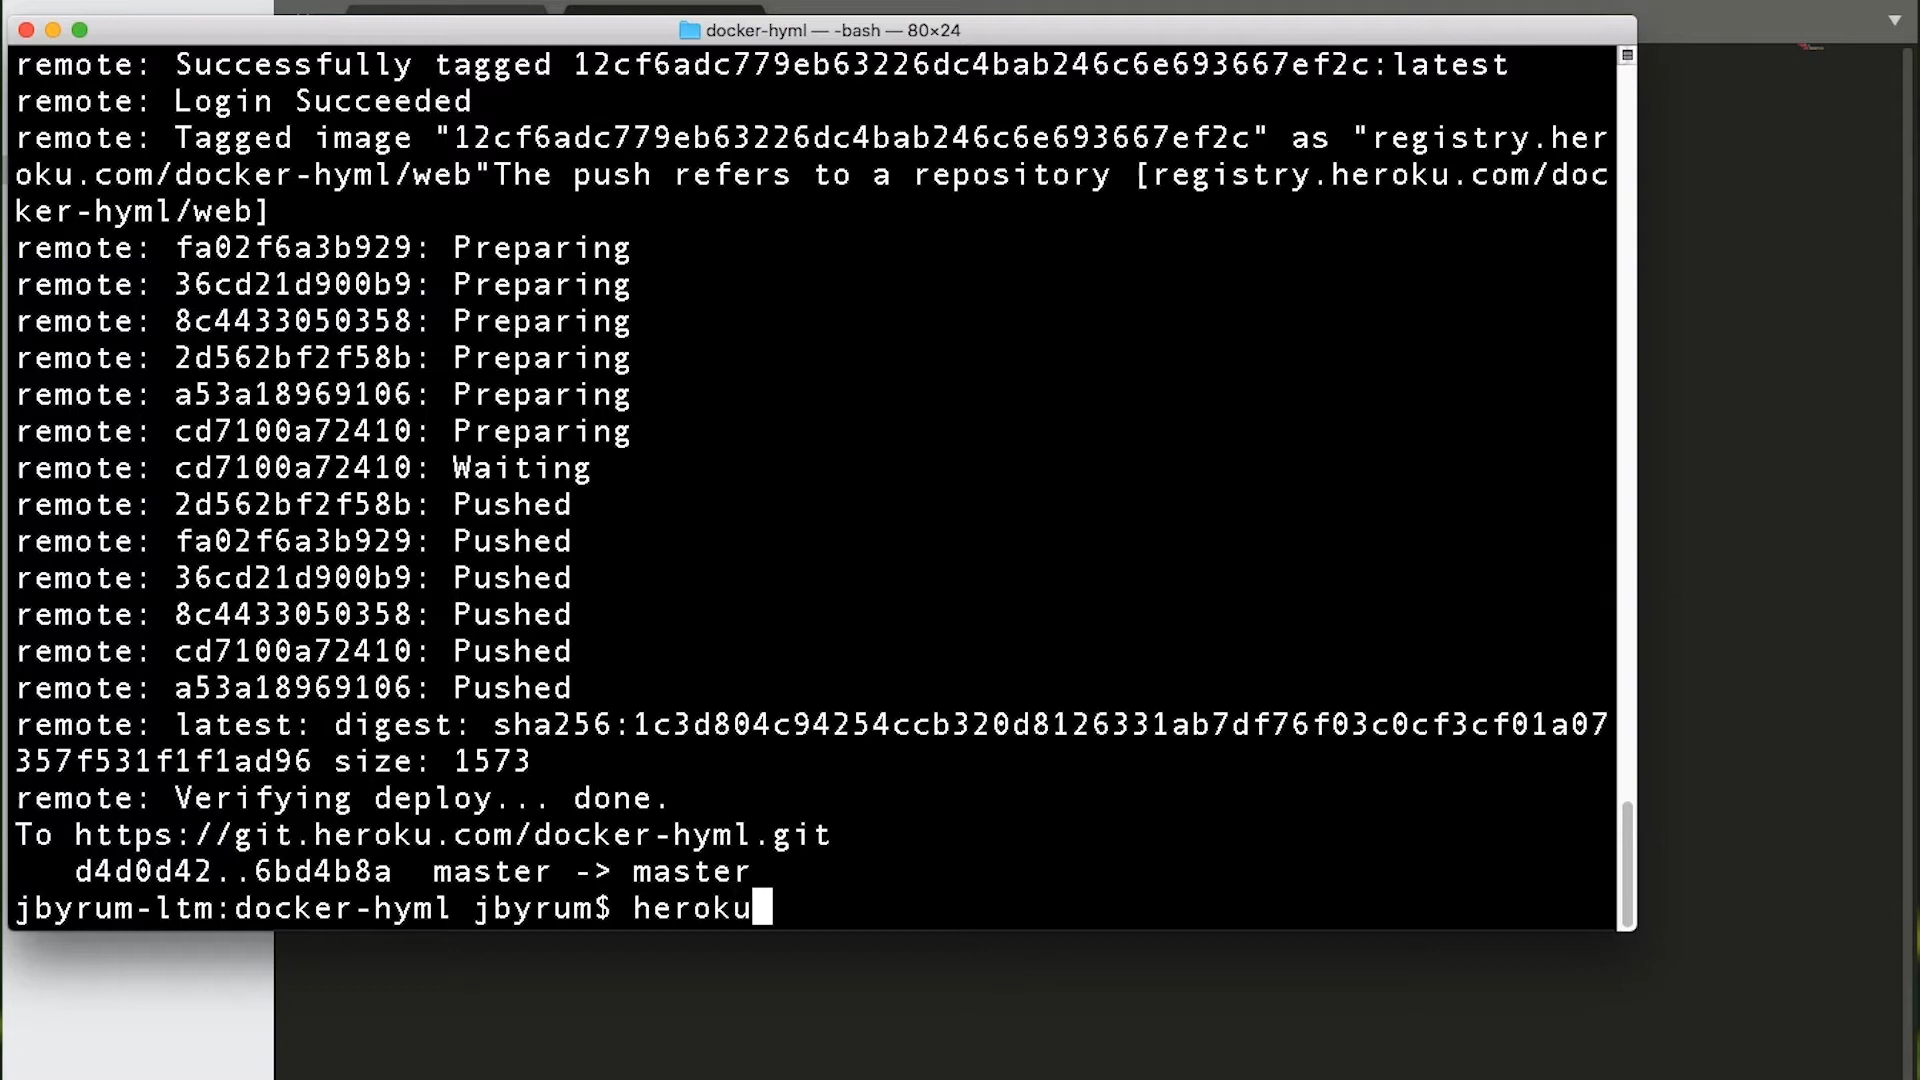 docker-hyml — -bash — 80×24
remote: Successfully tagged 12cf6adc779eb63226dc4bab246c6e693667ef2c:latest
remote: Login Succeeded
remote: Tagged image "12cf6adc779eb63226dc4bab246c6e693667ef2c" as "registry.her
oku.com/docker-hyml/web"The push refers to a repository [registry.heroku.com/doc
ker-hyml/web]
remote: fa02f6a3b929: Preparing
remote: 36cd21d900b9: Preparing
remote: 8c4433050358: Preparing
remote: 2d562bf2f58b: Preparing
remote: a53a18969106: Preparing
remote: cd7100a72410: Preparing
remote: cd7100a72410: Waiting
remote: 2d562bf2f58b: Pushed
remote: fa02f6a3b929: Pushed
remote: 36cd21d900b9: Pushed
remote: 8c4433050358: Pushed
remote: cd7100a72410: Pushed
remote: a53a18969106: Pushed
remote: latest: digest: sha256:1c3d804c94254ccb320d8126331ab7df76f03c0cf3cf01a07
357f531f1f1ad96 size: 1573
remote: Verifying deploy... done.
To https://git.heroku.com/docker-hyml.git
   d4d0d42..6bd4b8a  master -> master
jbyrum-ltm:docker-hyml jbyrum$ heroku